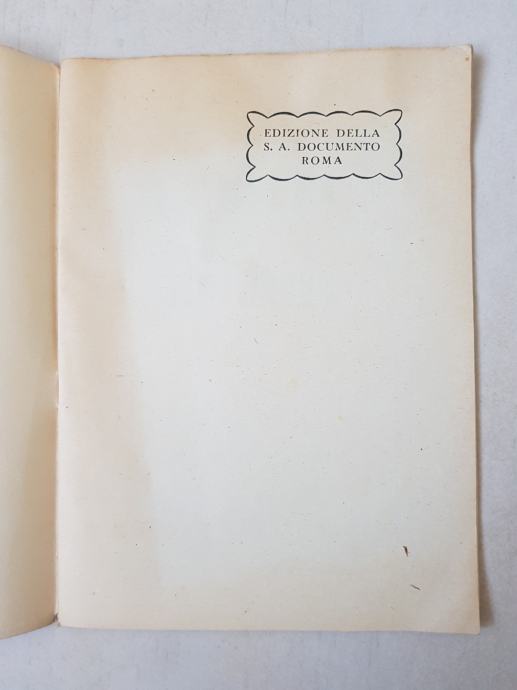 EDIZIONE DELLA
S. A. DOCUMENTO
ROMA